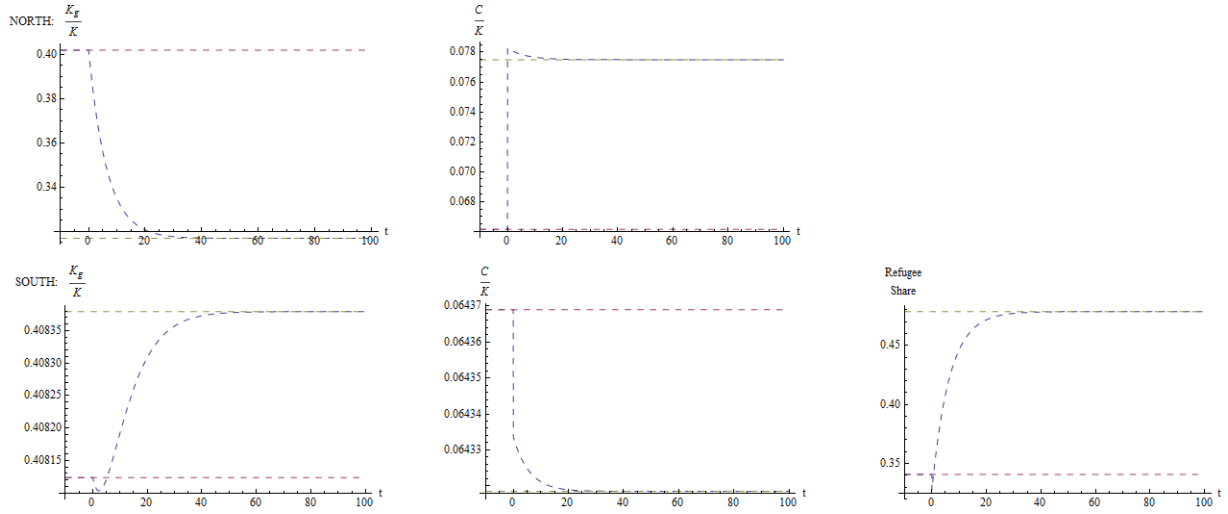 NORTH: K_g/K
0.40
0.38
0.36
0.34
0 20 40 60 80 100 t
C/K
0.078
0.076
0.074
0.072
0.070
0.068
0 20 40 60 80 100 t
SOUTH: K_g/K
0.40835
0.40830
0.40825
0.40820
0.40815
0 20 40 60 80 100 t
C/K
0.06437
0.06436
0.06435
0.06434
0.06433
0 20 40 60 80 100 t
Refugee
Share
0.45
0.40
0.35
0 20 40 60 80 100 t